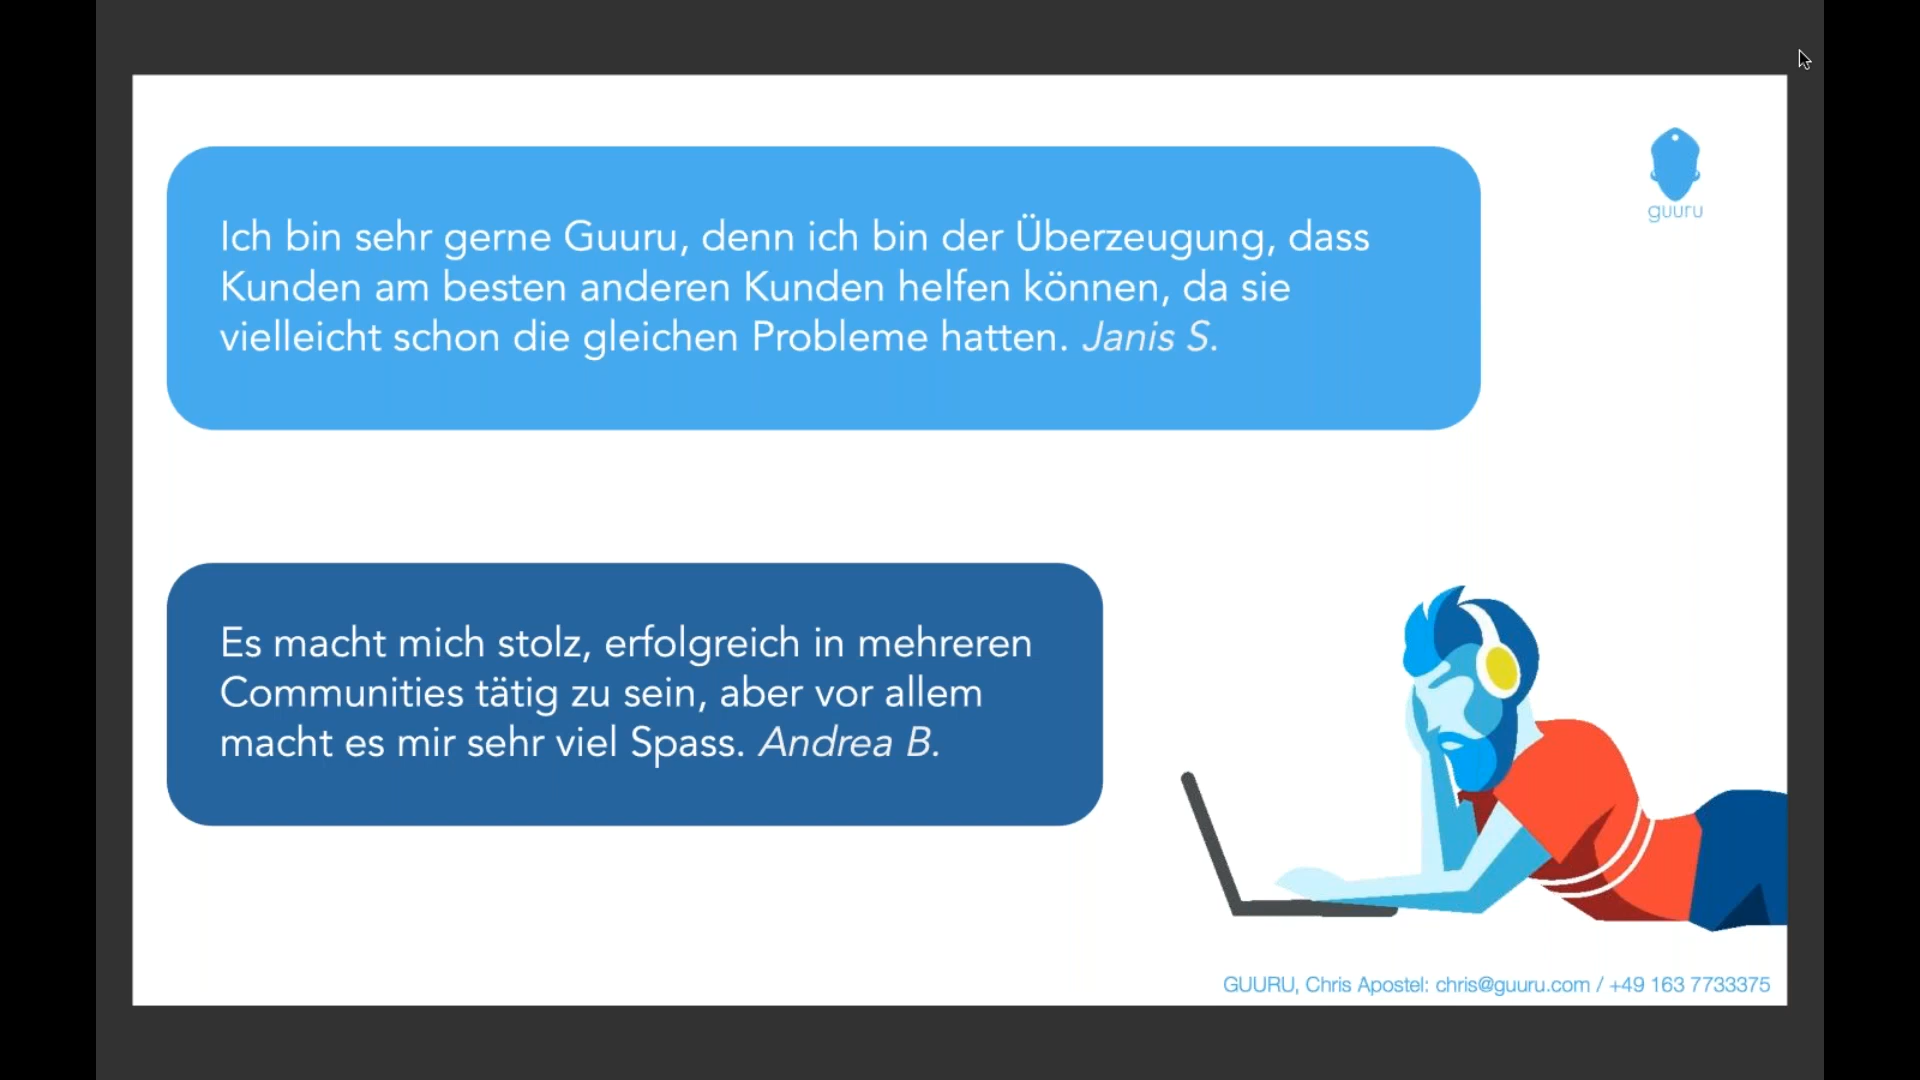 guuru
Ich bin sehr gerne Guuru, denn ich bin der Überzeugung, dass
Kunden am besten anderen Kunden helfen können, da sie
vielleicht schon die gleichen Probleme hatten. Janis S.
Es macht mich stolz, erfolgreich in mehreren
Communities tätig zu sein, aber vor allem
macht es mir sehr viel Spass. Andrea B.
GUURU, Chris Apostel: chris@guuru.com / +49 163 7733375